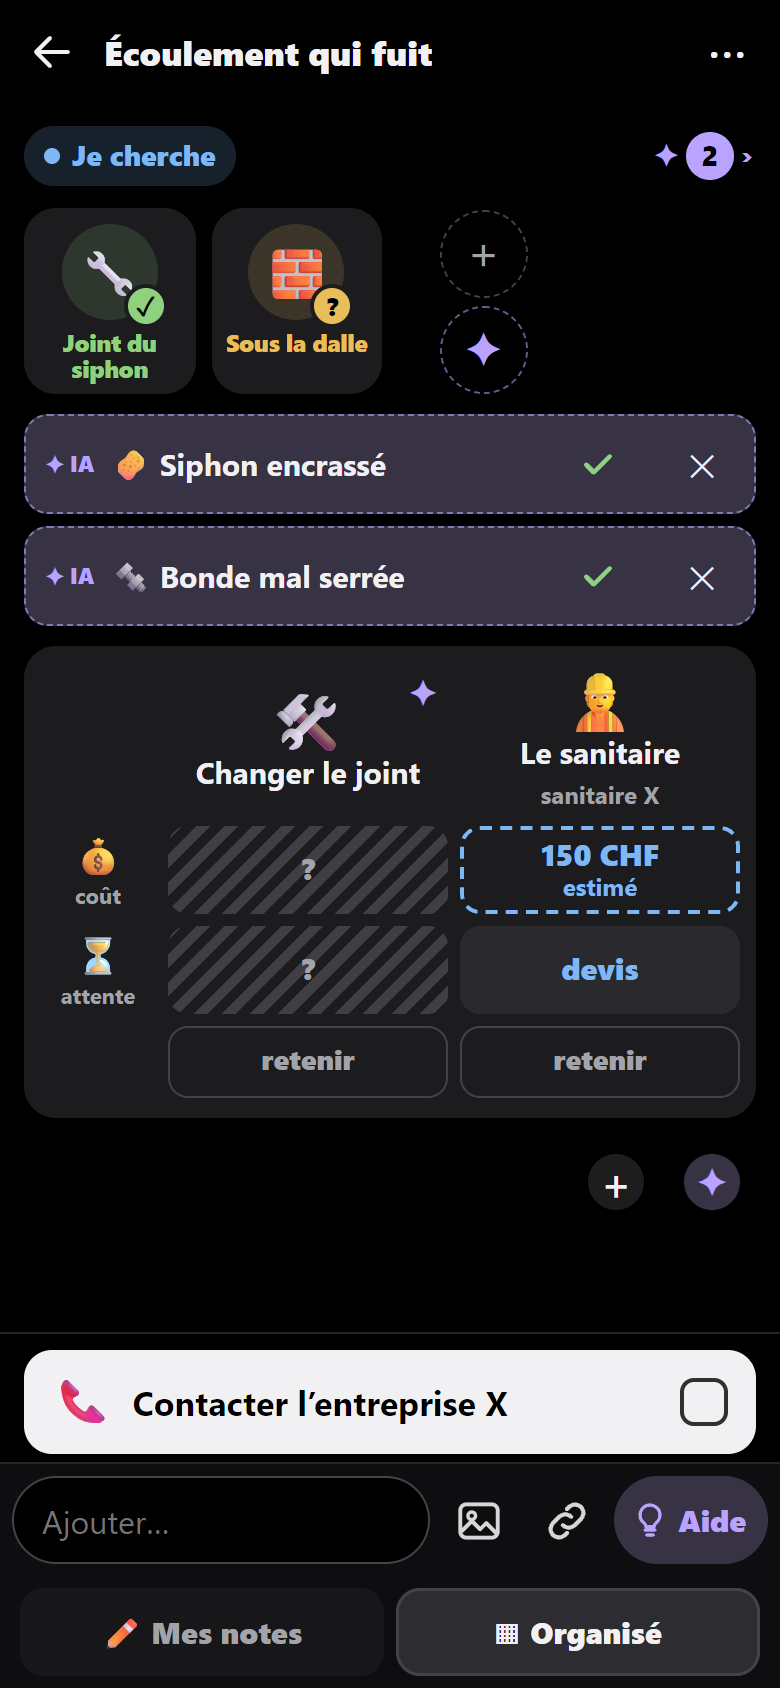 Écoulement qui fuit
Je cherche
2
Joint du
siphon
?
Sous la dalle
+
IA Siphon encrassé
IA Bonde mal serrée
Changer le joint
Le sanitaire
sanitaire X
coût
?
150 CHF
estimé
attente
?
devis
retenir
retenir
+
Contacter l’entreprise X
Ajouter…
Aide
Mes notes
Organisé